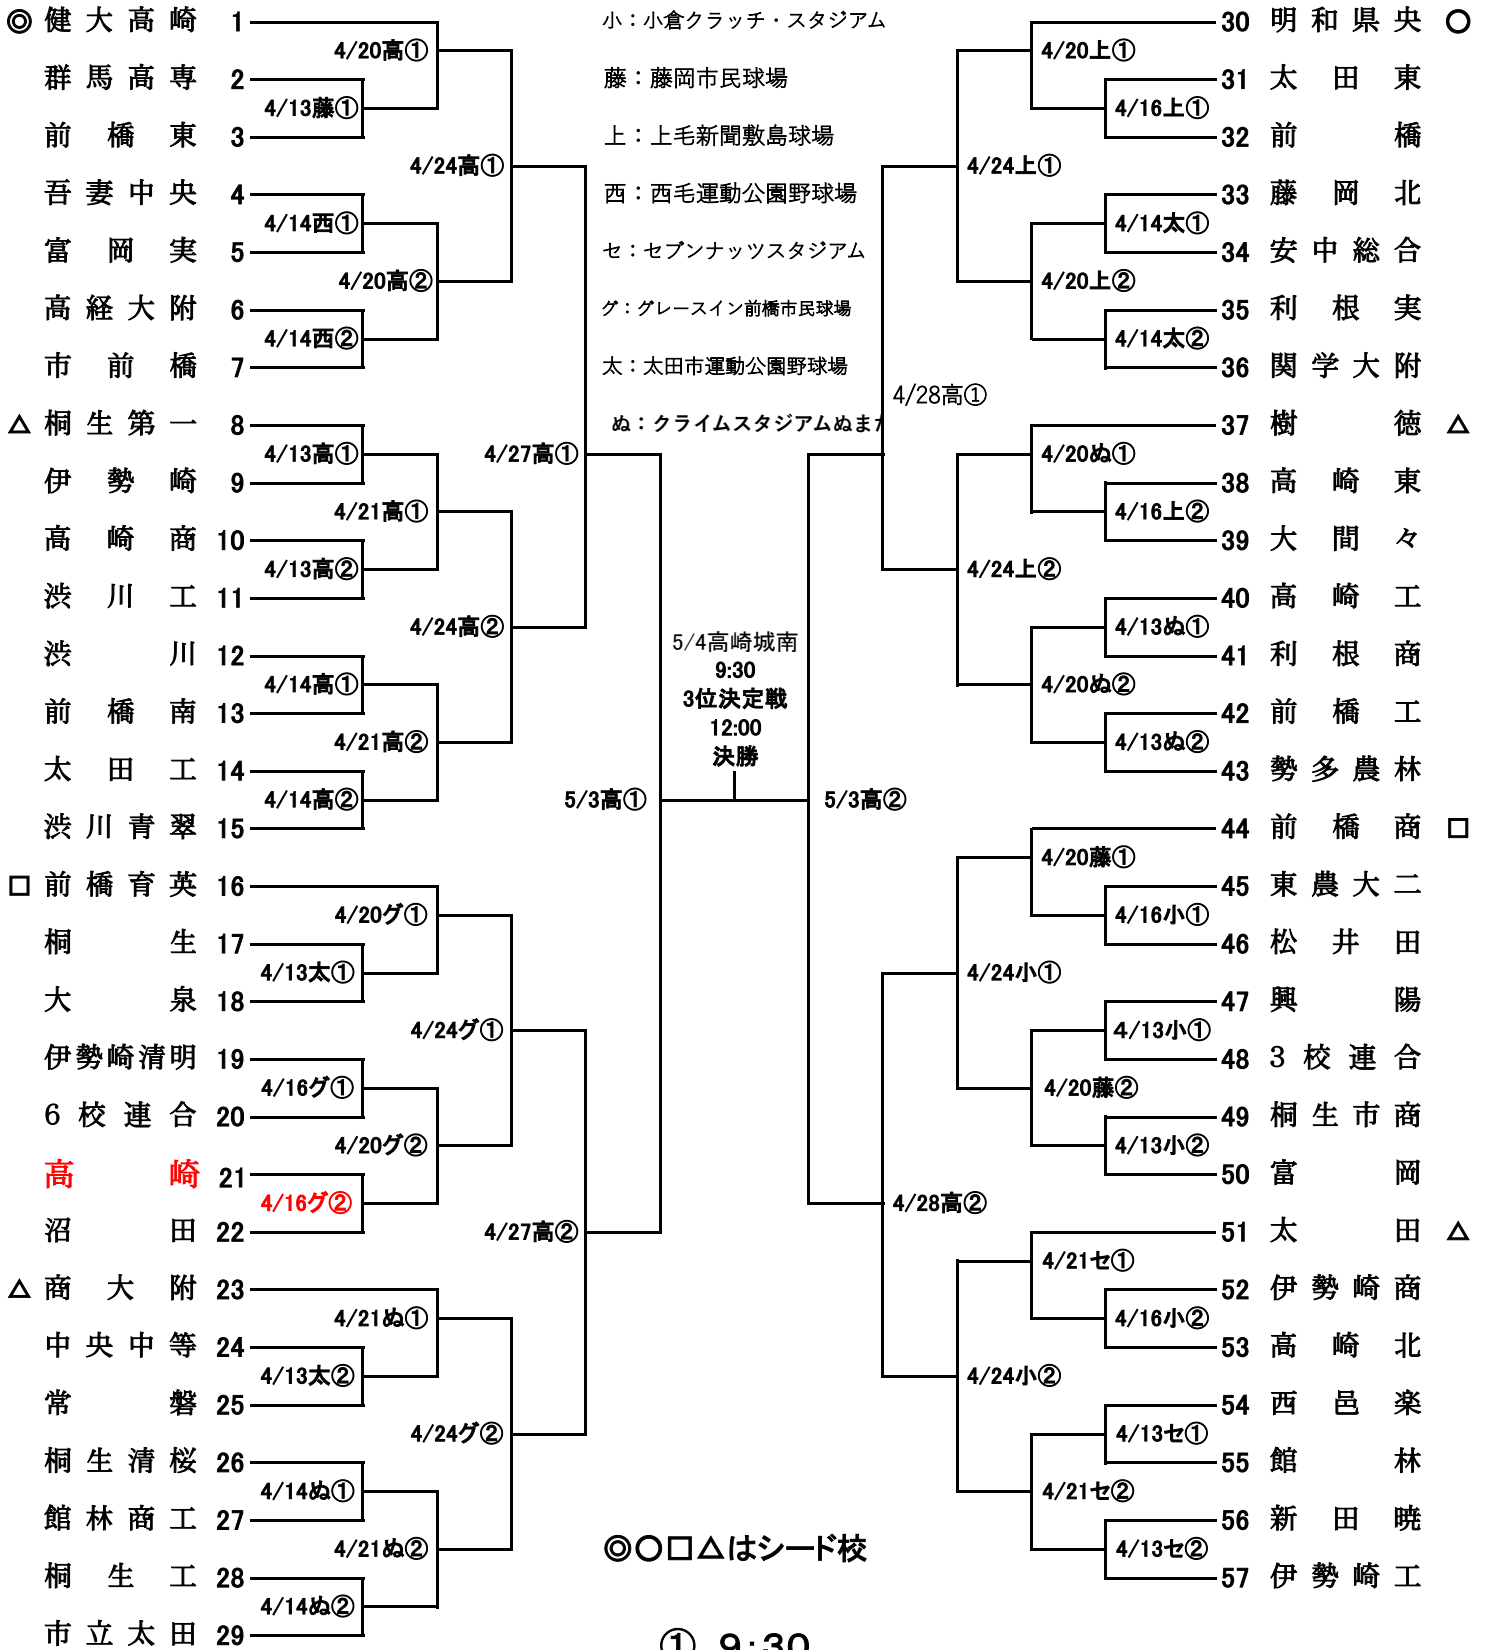 ◎ 健大高崎 1
群馬高専 2
前橋東 3
吾妻中央 4
富岡実 5
高経大附 6
市前橋 7
△ 桐生第一 8
伊勢崎 9
高崎商 10
渋川工 11
渋川 12
前橋南 13
太田工 14
渋川青翠 15
□ 前橋育英 16
桐生 17
大泉 18
伊勢崎清明 19
6校連合 20
高崎 21
沼田 22
△ 商大附 23
中央中等 24
常磐 25
桐生清桜 26
館林商工 27
桐生工 28
市立太田 29
4/20高①
4/13藤①
4/24高①
4/14西①
4/20高②
4/14西②
4/27高①
4/13高①
4/21高①
4/13高②
4/24高②
4/14高①
4/21高②
4/14高②
5/3高①
4/20グ①
4/13太①
4/24グ①
4/16グ①
4/20グ②
4/16グ②
4/27高②
4/21ぬ①
4/13太②
4/24グ②
4/14ぬ①
4/21ぬ②
4/14ぬ②
小：小倉クラッチ・スタジアム
藤：藤岡市民球場
上：上毛新聞敷島球場
西：西毛運動公園野球場
セ：セブンナッツスタジアム
グ：グレースイン前橋市民球場
太：太田市運動公園野球場
ぬ：クライムスタジアムぬまた
5/4高崎城南
9:30
3位決定戦
12:00
決勝
◎○□△はシード校
① 9:30
4/20上①
4/16上①
4/24上①
4/14太①
4/20上②
4/14太②
4/28高①
4/20ぬ①
4/16上②
4/24上②
4/13ぬ①
4/20ぬ②
4/13ぬ②
5/3高②
4/20藤①
4/16小①
4/24小①
4/13小①
4/20藤②
4/13小②
4/28高②
4/21セ①
4/16小②
4/24小②
4/13セ①
4/21セ②
4/13セ②
30 明和県央 ○
31 太田東
32 前橋
33 藤岡北
34 安中総合
35 利根実
36 関学大附
37 樹徳 △
38 高崎東
39 大間々
40 高崎工
41 利根商
42 前橋工
43 勢多農林
44 前橋商 □
45 東農大二
46 松井田
47 興陽
48 3校連合
49 桐生市商
50 富岡
51 太田 △
52 伊勢崎商
53 高崎北
54 西邑楽
55 館林
56 新田暁
57 伊勢崎工